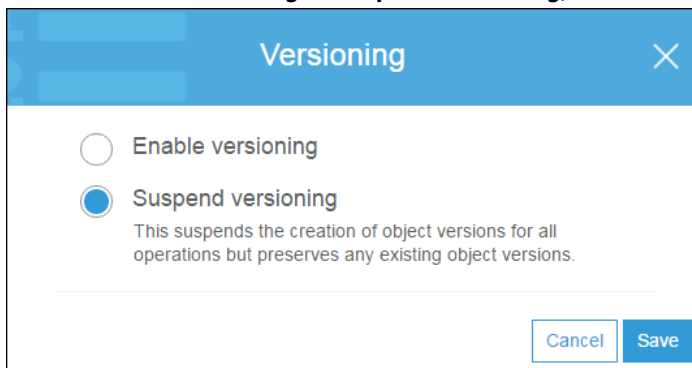 Versioning
Enable versioning
Suspend versioning
This suspends the creation of object versions for all
operations but preserves any existing object versions.
Cancel Save